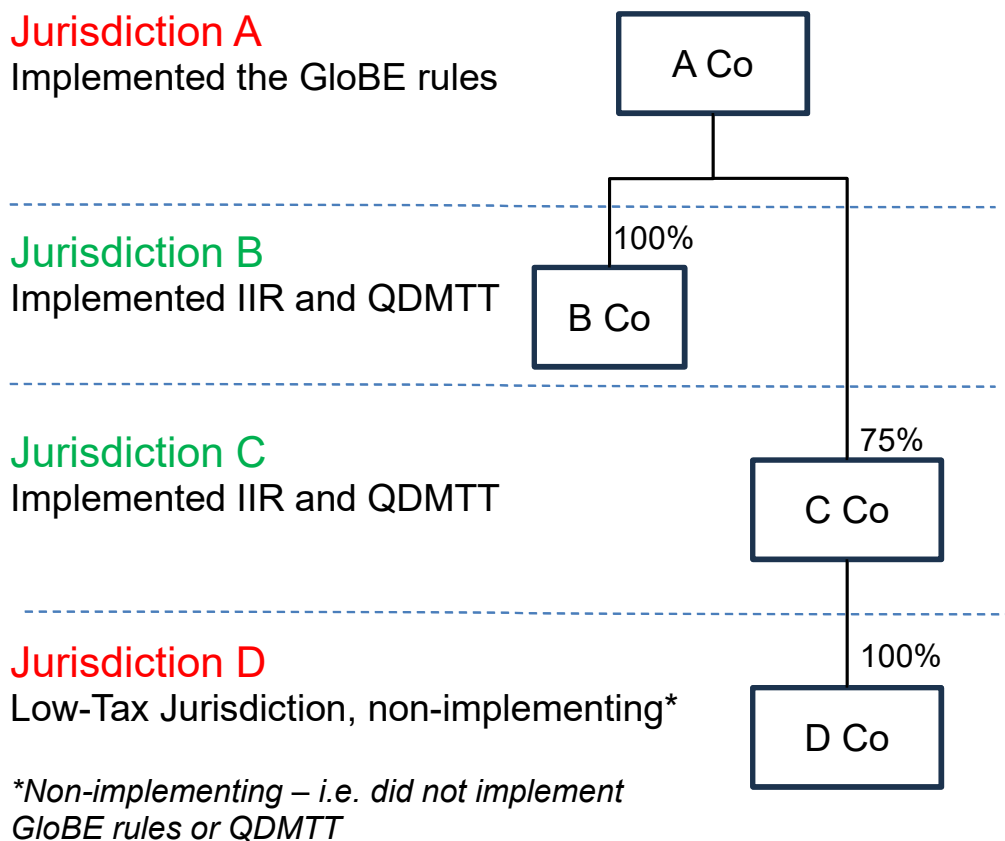 Jurisdiction A
Implemented the GloBE rules
A Co
100%
Jurisdiction B
Implemented IIR and QDMTT
B Co
75%
Jurisdiction C
Implemented IIR and QDMTT
C Co
100%
Jurisdiction D
Low-Tax Jurisdiction, non-implementing*
D Co
*Non-implementing – i.e. did not implement
GloBE rules or QDMTT